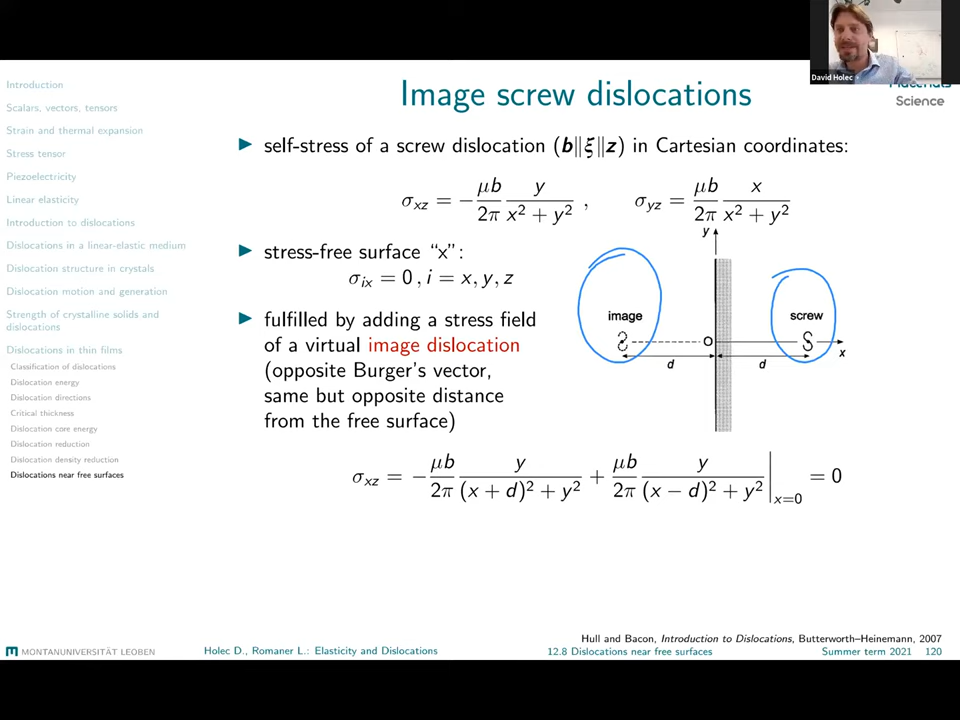 David Holec
Materials
Science
Introduction
Scalars, vectors, tensors
Strain and thermal expansion
Stress tensor
Piezoelectricity
Linear elasticity
Introduction to dislocations
Dislocations in a linear-elastic medium
Dislocation structure in crystals
Dislocation motion and generation
Strength of crystalline solids and
dislocations
Dislocations in thin films
Classification of dislocations
Dislocation energy
Dislocation directions
Critical thickness
Dislocation core energy
Dislocation reduction
Dislocation density reduction
Dislocations near free surfaces
Image screw dislocations
▶ self-stress of a screw dislocation (b∥ξ∥z) in Cartesian coordinates:
σxz = −μb/2π y/(x² + y²) , σyz = μb/2π x/(x² + y²)
▶ stress-free surface “x”:
σix = 0 , i = x, y, z
▶ fulfilled by adding a stress field
of a virtual image dislocation
(opposite Burger's vector,
same but opposite distance
from the free surface)
y
image
screw
S
O
S
x
d
d
σxz = −μb/2π y/((x + d)² + y²) + μb/2π y/((x − d)² + y²) |x=0 = 0
Hull and Bacon, Introduction to Dislocations, Butterworth–Heinemann, 2007
MONTANUNIVERSITÄT LEOBEN
Holec D., Romaner L.: Elasticity and Dislocations
12.8 Dislocations near free surfaces
Summer term 2021 120